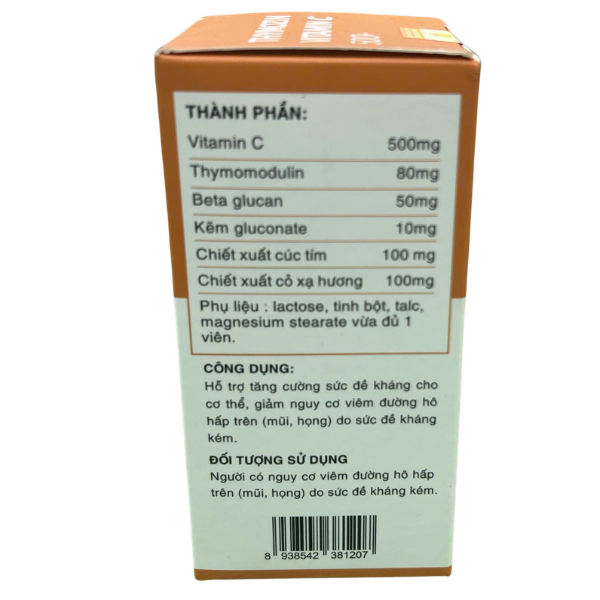 VITAMIN C
500+
THÀNH PHẦN:
Vitamin C 500mg
Thymomodulin 80mg
Beta glucan 50mg
Kẽm gluconate 10mg
Chiết xuất cúc tím 100 mg
Chiết xuất cỏ xạ hương 100mg
Phụ liệu : lactose, tinh bột, talc,
magnesium stearate vừa đủ 1
viên.
CÔNG DỤNG:
Hỗ trợ tăng cường sức đề kháng cho
cơ thể, giảm nguy cơ viêm đường hô
hấp trên (mũi, họng) do sức đề kháng
kém.
ĐỐI TƯỢNG SỬ DỤNG
Người có nguy cơ viêm đường hô hấp
trên (mũi, họng) do sức đề kháng kém.
8 938542 381207